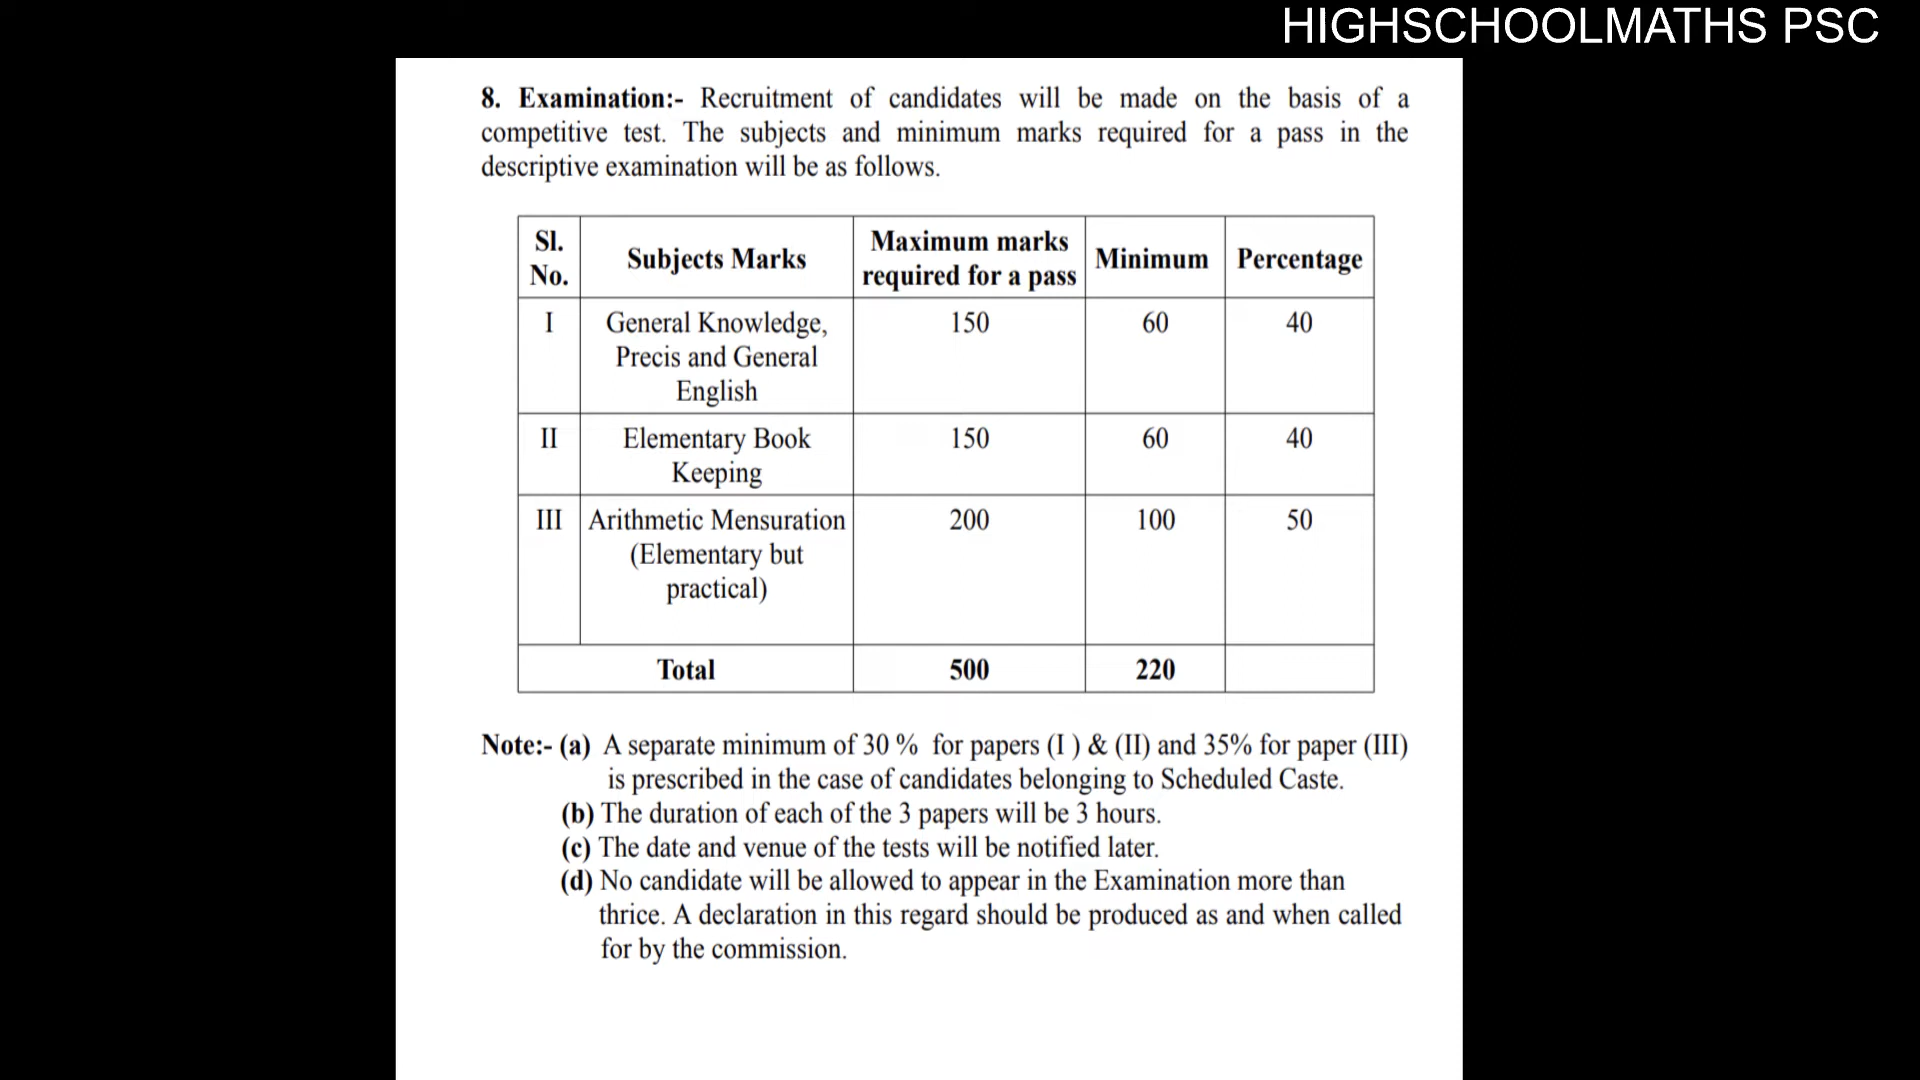 HIGHSCHOOLMATHS PSC
8. Examination:- Recruitment of candidates will be made on the basis of a
competitive test. The subjects and minimum marks required for a pass in the
descriptive examination will be as follows.
Sl. No. Subjects Marks Maximum marks required for a pass Minimum Percentage
I General Knowledge, 150 60 40
Precis and General
English
II Elementary Book 150 60 40
Keeping
III Arithmetic Mensuration 200 100 50
(Elementary but
practical)
Total 500 220
Note:- (a) A separate minimum of 30 % for papers (I ) & (II) and 35% for paper (III)
is prescribed in the case of candidates belonging to Scheduled Caste.
(b) The duration of each of the 3 papers will be 3 hours.
(c) The date and venue of the tests will be notified later.
(d) No candidate will be allowed to appear in the Examination more than
thrice. A declaration in this regard should be produced as and when called
for by the commission.